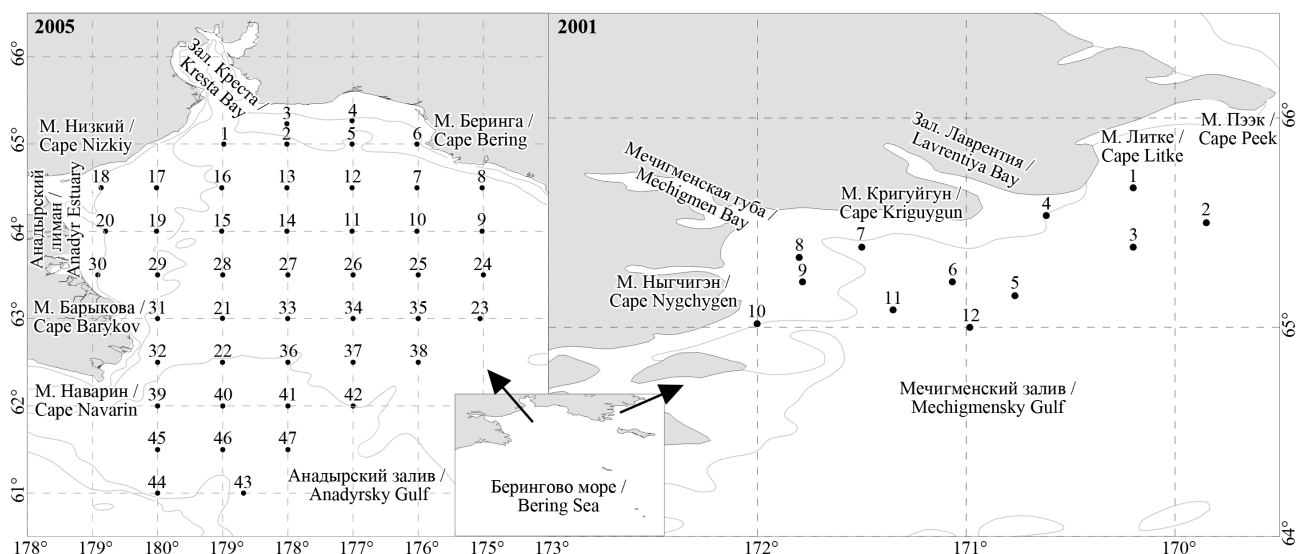 2005
66°
65°
64°
63°
62°
61°
Зал. Креста /
Kresta Bay
М. Низкий /
Cape Nizkiy
М. Беринга /
Cape Bering
Анадырский
лиман /
Anadyr Estuary
М. Барыкова /
Cape Barykov
М. Наварин /
Cape Navarin
Анадырский залив /
Anadyrsky Gulf
3 4
1 2 5 6
18 17 16 13 12 7 8
20 19 15 14 11 10 9
30 29 28 27 26 25 24
31 21 33 34 35 23
32 22 36 37 38
39 40 41 42
45 46 47
44 43
178° 179° 180° 179° 178° 177° 176° 175° 173°
Берингово море /
Bering Sea
2001
М. Пээк /
Cape Peek
М. Литке /
Cape Litke
Зал. Лаврентия /
Lavrentiya Bay
Мечигменская губа /
Mechigmen Bay
М. Кригуйгун /
Cape Kriguygun
М. Ныгчигэн /
Cape Nygchygen
1
4 2
7 3
8
9 6 5
10 11 12
Мечигменский залив /
Mechigmensky Gulf
172° 171° 170°
66°
65°
64°